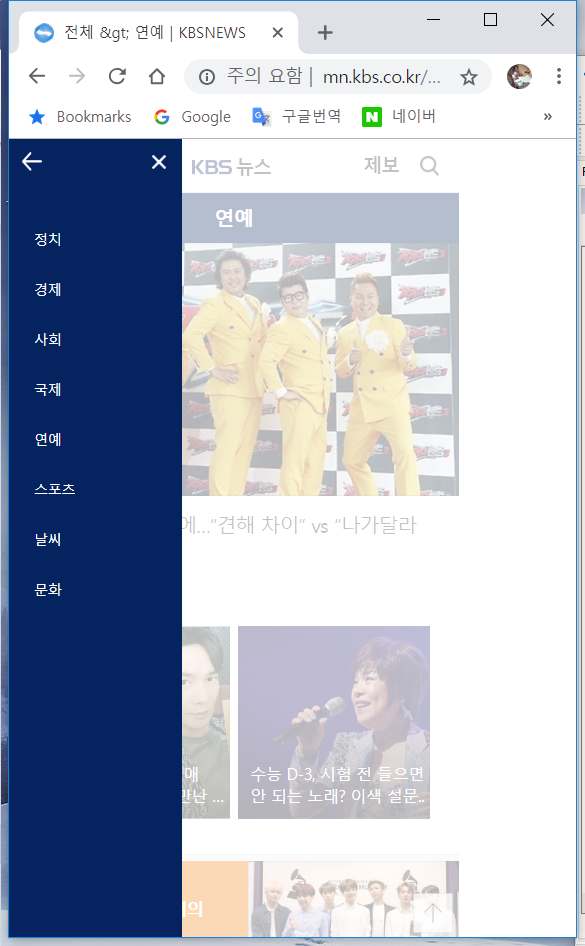 전체 &gt; 연예 | KBSNEWS
주의 요함 | mn.kbs.co.kr/...
Bookmarks Google 구글번역 네이버 »
KBS 뉴스 제보
연예
정치
경제
사회
국제
연예
스포츠
날씨
문화
에…“견해 차이“ vs “나가달라
애
만난 ...
수능 D-3, 시험 전 들으면
안 되는 노래? 이색 설문..
의